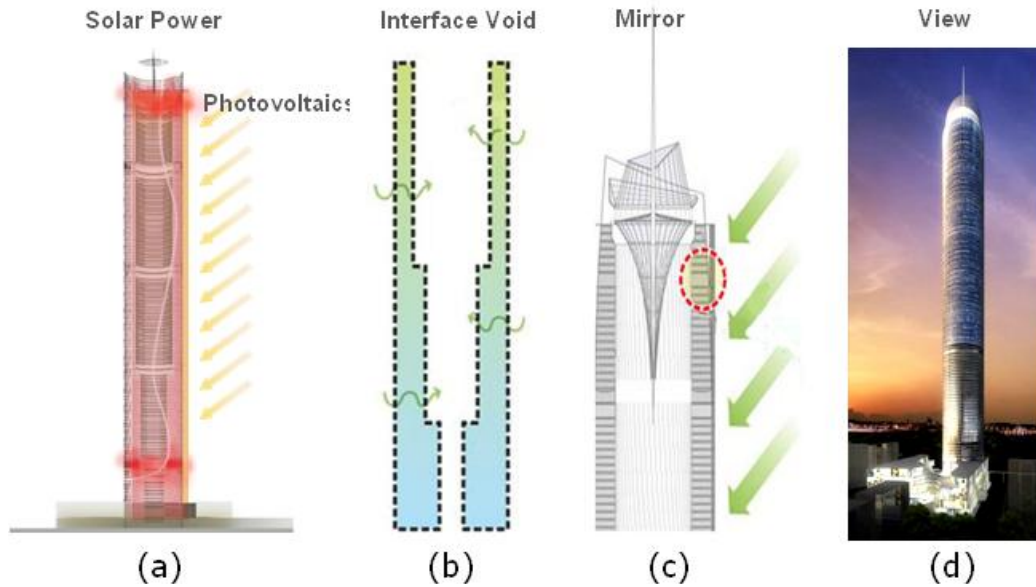 Solar Power
Interface Void
Mirror
View
Photovoltaics
(a)
(b)
(c)
(d)